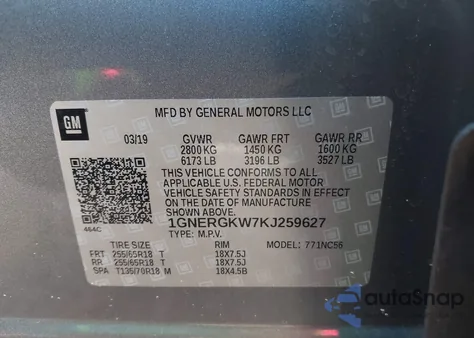 GM
MFD BY GENERAL MOTORS LLC
03/19 GVWR GAWR FRT GAWR RR
2800 KG 1450 KG 1600 KG
6173 LB 3196 LB 3527 LB
THIS VEHICLE CONFORMS TO ALL
APPLICABLE U.S. FEDERAL MOTOR
VEHICLE SAFETY STANDARDS IN EFFECT
ON THE DATE OF MANUFACTURE
SHOWN ABOVE.
464C 1GNERGKW7KJ259627
TYPE: M.P.V. MODEL: 771NC56
TIRE SIZE RIM
FRT 255/65R18 T 18X7.5J
RR 255/65R18 T 18X7.5J
SPA T135/70R18 M 18X4.5B
autoSnap